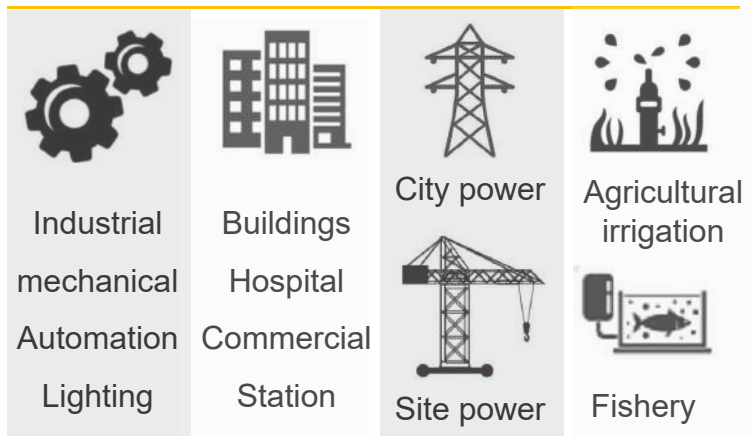 Industrial
mechanical
Automation
Lighting
Buildings
Hospital
Commercial
Station
City power
Site power
Agricultural
irrigation
Fishery